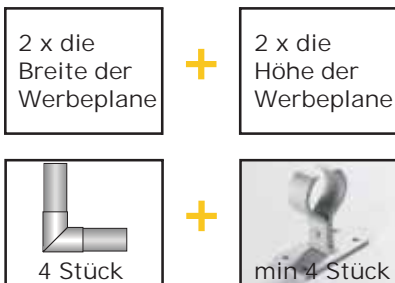 2 x die
Breite der
Werbeplane
+
2 x die
Höhe der
Werbeplane
4 Stück
+
min 4 Stück